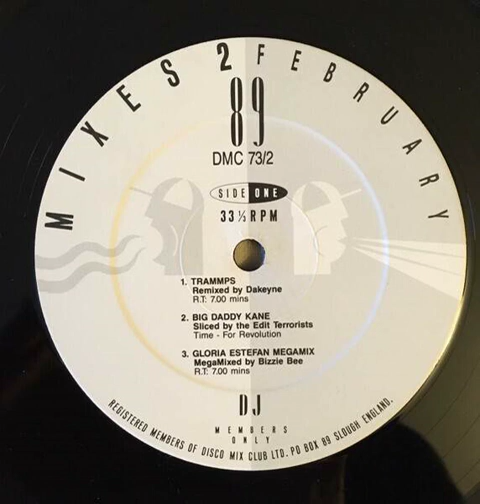 MIXES 2 FEBRUARY
89
DMC 73/2
SIDE ONE
33 ⅓ RPM
1. TRAMMPS
Remixed by Dakeyne
R.T: 7.00 mins
2. BIG DADDY KANE
Sliced by the Edit Terrorists
Time - For Revolution
3. GLORIA ESTEFAN MEGAMIX
MegaMixed by Bizzie Bee
R.T: 7.00 mins
DJ
MEMBERS
ONLY
REGISTERED MEMBERS OF DISCO MIX CLUB LTD. PO BOX 89 SLOUGH ENGLAND.